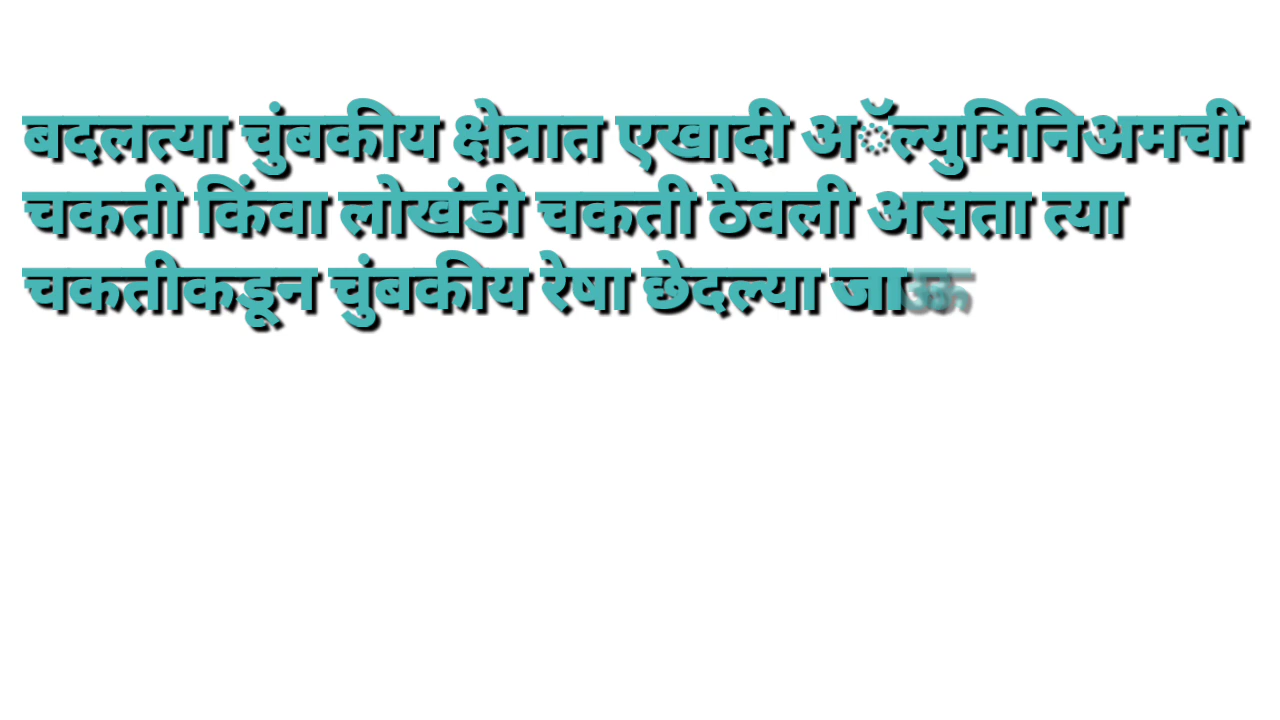 बदलत्या चुंबकीय क्षेत्रात एखादी अॅल्युमिनिअमची
चकती किंवा लोखंडी चकती ठेवली असता त्या
चकतीकडून चुंबकीय रेषा छेदल्या जाऊ